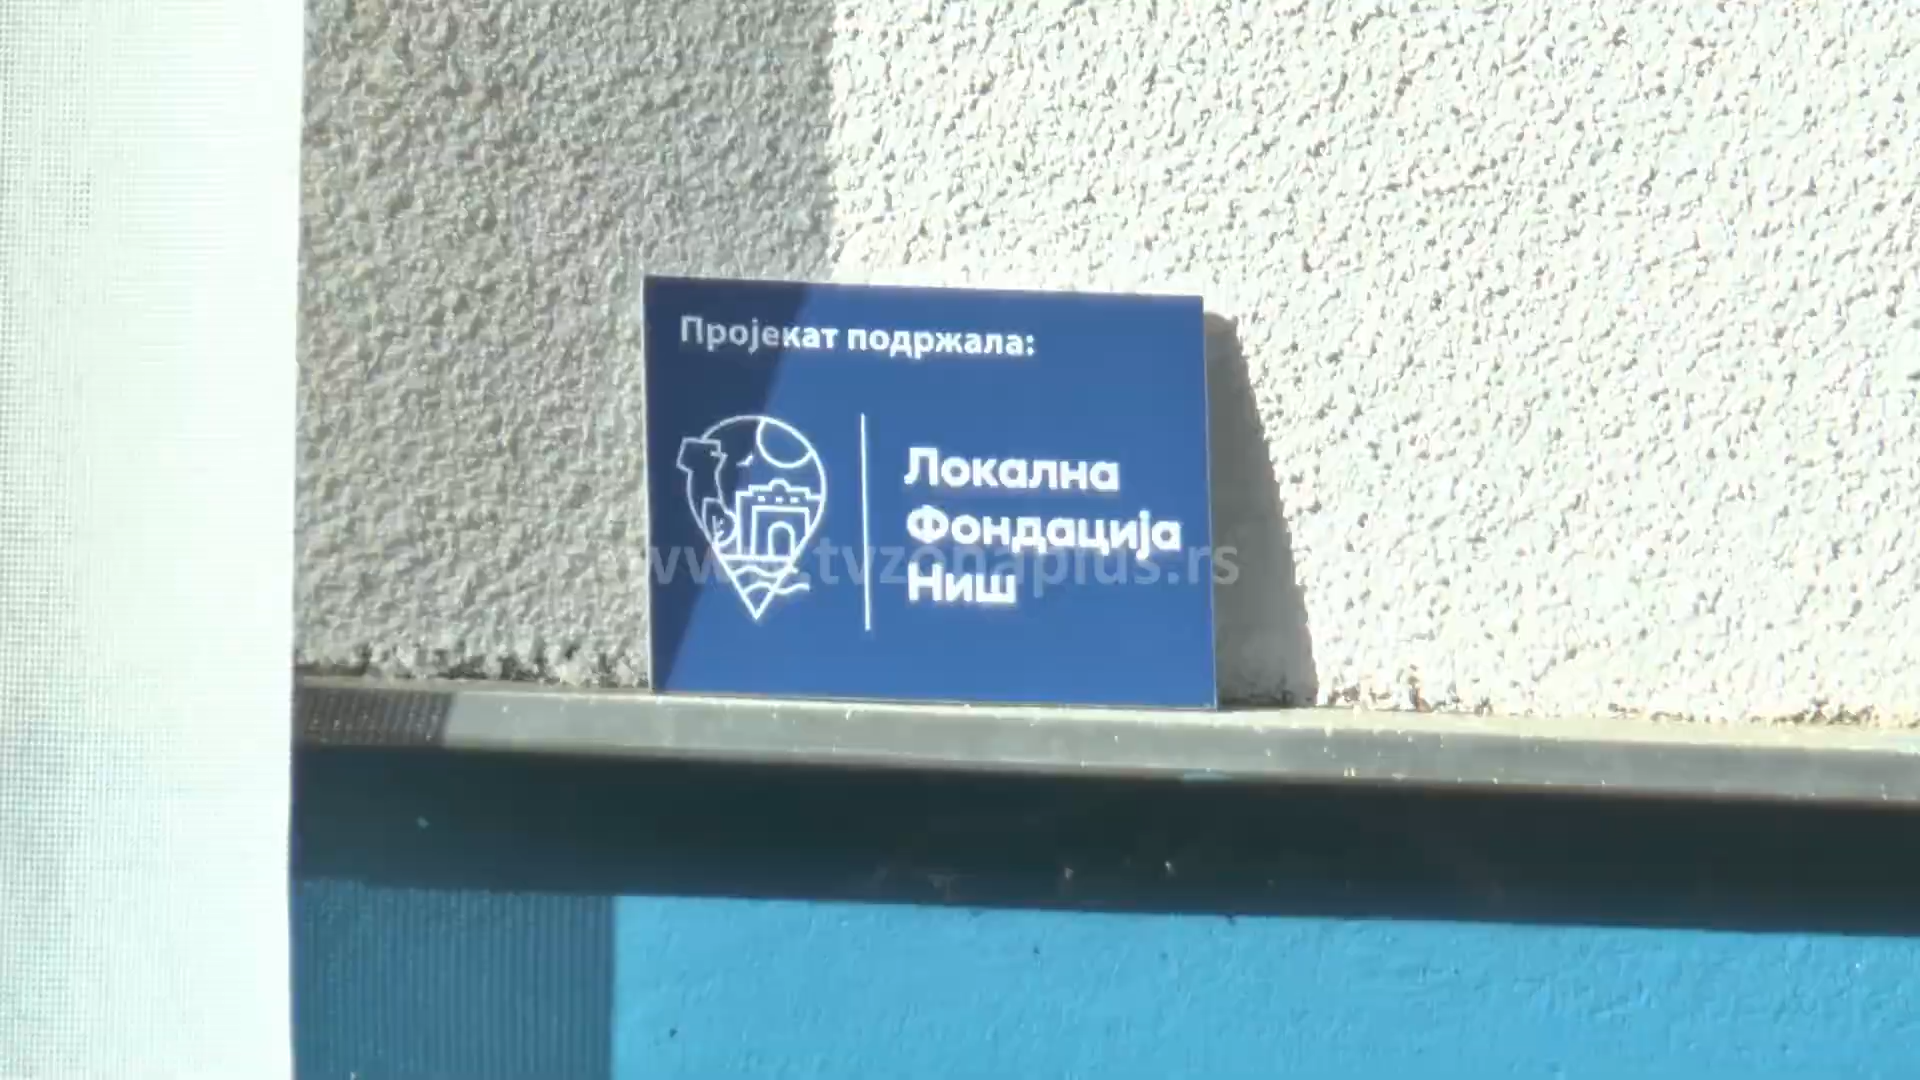 Пројекат подржала:
Локална
Фондација
Ниш
www.tvzonaplus.rs